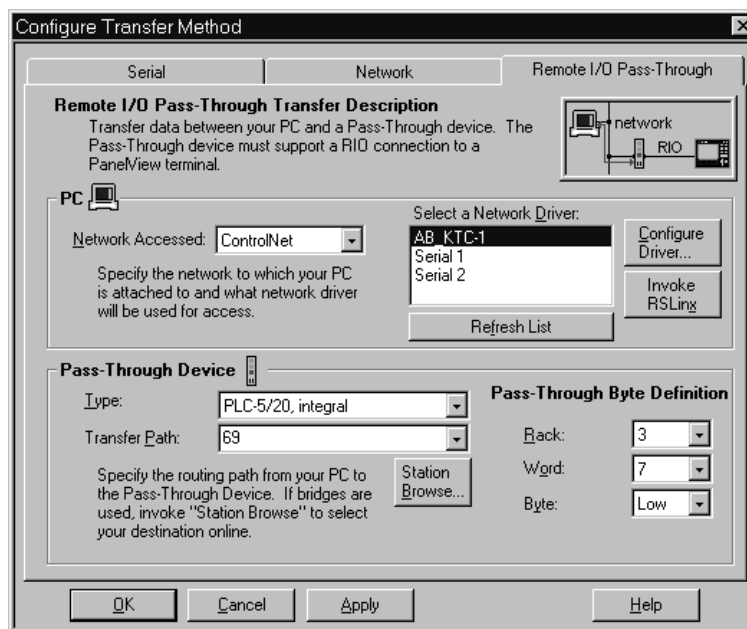 Configure Transfer Method
Serial
Network
Remote I/O Pass-Through
Remote I/O Pass-Through Transfer Description
Transfer data between your PC and a Pass-Through device. The
Pass-Through device must support a RIO connection to a
PanelView terminal.
network
RIO
PC
Network Accessed: ControlNet
Specify the network to which your PC
is attached to and what network driver
will be used for access.
Select a Network Driver:
AB_KTC-1
Serial 1
Serial 2
Refresh List
Configure
Driver...
Invoke
RSLinx
Pass-Through Device
Type: PLC-5/20, integral
Transfer Path: 69
Specify the routing path from your PC to
the Pass-Through Device. If bridges are
used, invoke "Station Browse" to select
your destination online.
Station
Browse...
Pass-Through Byte Definition
Rack: 3
Word: 7
Byte: Low
OK
Cancel
Apply
Help